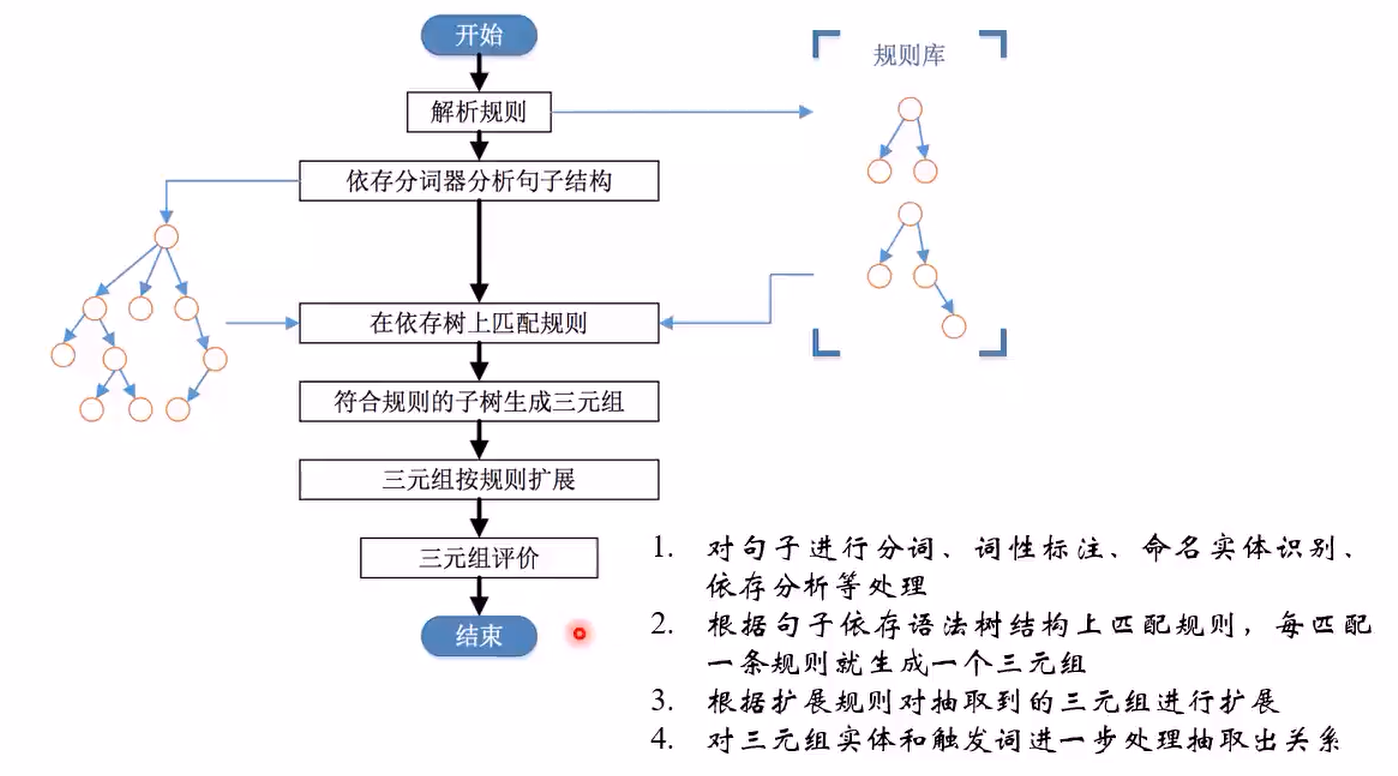 开始
规则库
解析规则
依存分词器分析句子结构
在依存树上匹配规则
符合规则的子树生成三元组
三元组按规则扩展
三元组评价
结束
1. 对句子进行分词、词性标注、命名实体识别、
依存分析等处理
2. 根据句子依存语法树结构上匹配规则，每匹配
一条规则就生成一个三元组
3. 根据扩展规则对抽取到的三元组进行扩展
4. 对三元组实体和触发词进一步处理抽取出关系